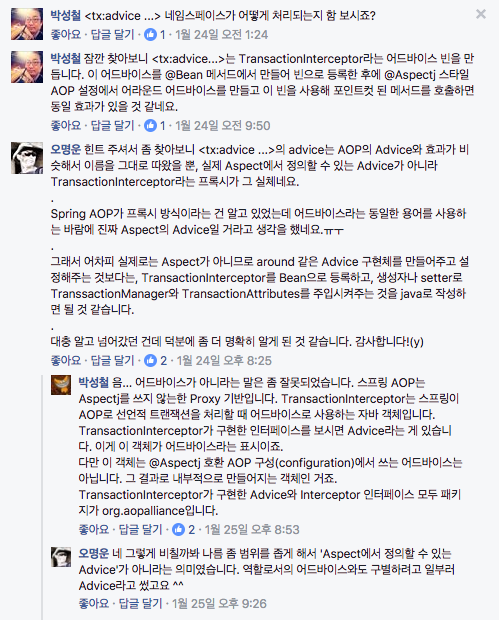 박성철 <tx:advice ...> 네임스페이스가 어떻게 처리되는지 함 보시죠?
좋아요 · 답글 달기 · 1 · 1월 24일 오전 1:24
박성철 잠깐 찾아보니 <tx:advice...>는 TransactionInterceptor라는 어드바이스 빈을 만
듭니다. 이 어드바이스를 @Bean 메서드에서 만들어 빈으로 등록한 후에 @Aspectj 스타일
AOP 설정에서 어라운드 어드바이스를 만들고 이 빈을 사용해 포인트컷 된 메서드를 호출하면
동일 효과가 있을 것 같네요.
좋아요 · 답글 달기 · 1 · 1월 24일 오전 9:50
오명운 힌트 주셔서 좀 찾아보니 <tx:advice ...>의 advice는 AOP의 Advice와 효과가 비
슷해서 이름을 그대로 따왔을 뿐, 실제 Aspect에서 정의할 수 있는 Advice가 아니라
TransactionInterceptor라는 프록시가 그 실체네요.
.
Spring AOP가 프록시 방식이라는 건 알고 있었는데 어드바이스라는 동일한 용어를 사용하
는 바람에 진짜 Aspect의 Advice일 거라고 생각을 했네요.ㅠㅜ
.
그래서 어차피 실제로는 Aspect가 아니므로 around 같은 Advice 구현체를 만들어주고 설
정해주는 것보다는, TransactionInterceptor를 Bean으로 등록하고, 생성자나 setter로
TranssactionManager와 TransactionAttributes를 주입시켜주는 것을 java로 작성하
면 될 것 같습니다.
.
대충 알고 넘어갔던 건데 덕분에 좀 더 명확히 알게 된 것 같습니다. 감사합니다!(y)
좋아요 · 답글 달기 · 2 · 1월 24일 오후 8:25
박성철 음... 어드바이스가 아니라는 말은 좀 잘못되었습니다. 스프링 AOP는
Aspectj를 쓰지 않는한 Proxy 기반입니다. TransactionInterceptor는 스프링이
AOP로 선언적 트랜잭션을 처리할 때 어드바이스로 사용하는 자바 객체입니다.
TransactionInterceptor가 구현한 인터페이스를 보시면 Advice라는 게 있습니
다. 이게 이 객체가 어드바이스라는 표시이죠.
다만 이 객체는 @Aspectj 호환 AOP 구성(configuration)에서 쓰는 어드바이스는
아닙니다. 그 결과로 내부적으로 만들어지는 객체인 거죠.
TransactionInterceptor가 구현한 Advice와 Interceptor 인터페이스 모두 패키
지가 org.aopalliance입니다.
좋아요 · 답글 달기 · 2 · 1월 25일 오후 8:53
오명운 네 그렇게 비칠까봐 나름 좀 범위를 좁게 해서 'Aspect에서 정의할 수 있는
Advice'가 아니라는 의미였습니다. 역할로서의 어드바이스와도 구별하려고 일부러
Advice라고 썼고요 ^^
좋아요 · 답글 달기 · 1월 25일 오후 9:26